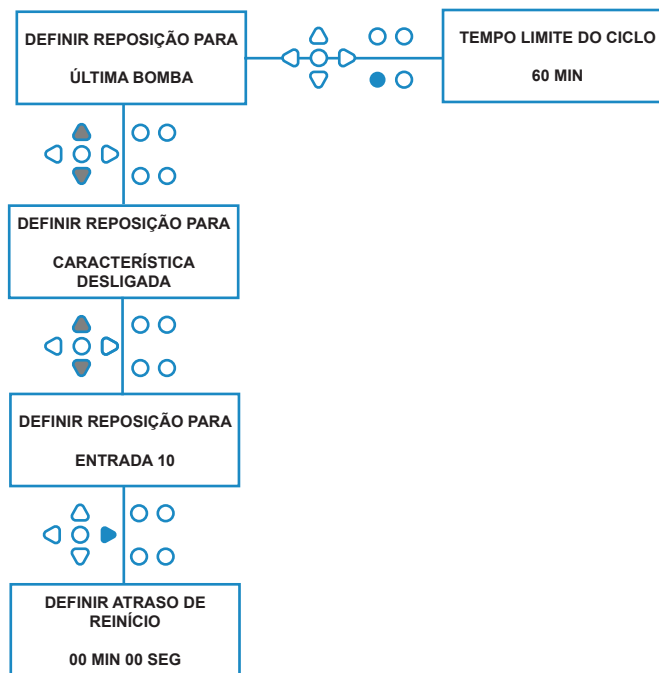 DEFINIR REPOSIÇÃO PARA
ÚLTIMA BOMBA
TEMPO LIMITE DO CICLO
60 MIN
DEFINIR REPOSIÇÃO PARA
CARACTERÍSTICA
DESLIGADA
DEFINIR REPOSIÇÃO PARA
ENTRADA 10
DEFINIR ATRASO DE
REINÍCIO
00 MIN 00 SEG